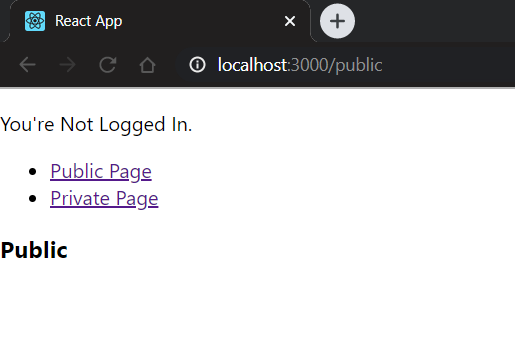 React App
localhost:3000/public
You're Not Logged In.
Public Page
Private Page
Public